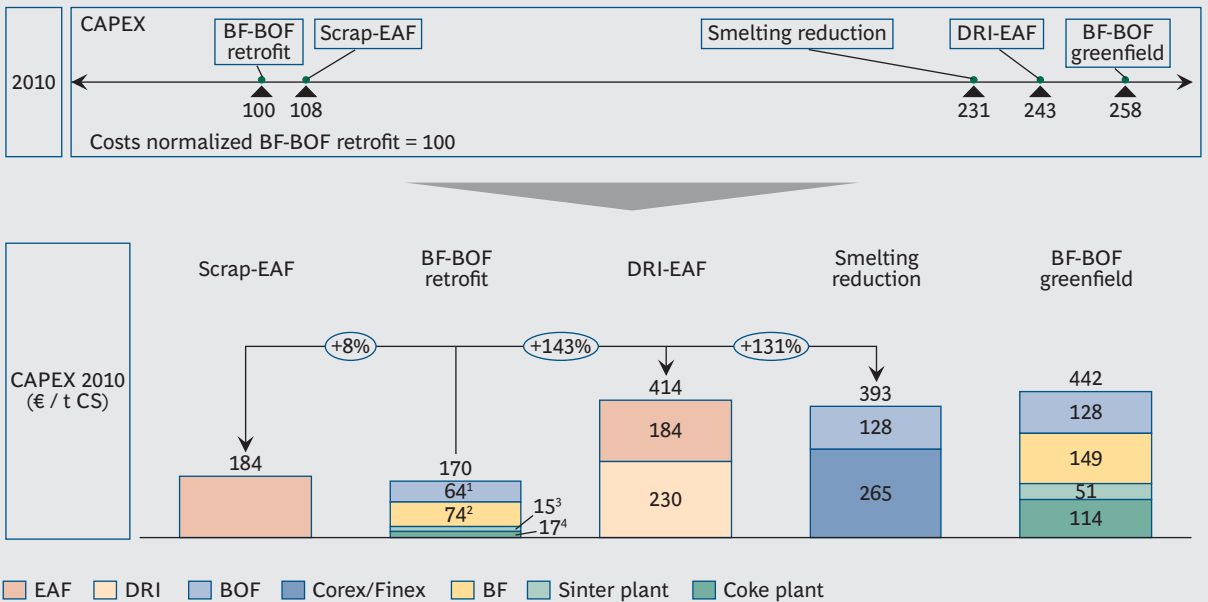 CAPEX
2010
BF-BOF
retrofit
Scrap-EAF
Smelting reduction
DRI-EAF
BF-BOF
greenfield
100 108 231 243 258
Costs normalized BF-BOF retrofit = 100
CAPEX 2010
(€ / t CS)
Scrap-EAF
BF-BOF
retrofit
DRI-EAF
Smelting
reduction
BF-BOF
greenfield
+8% +143% +131%
184
170
64¹
74²
15³
17⁴
414
184
230
393
128
265
442
128
149
51
114
EAF DRI BOF Corex/Finex BF Sinter plant Coke plant